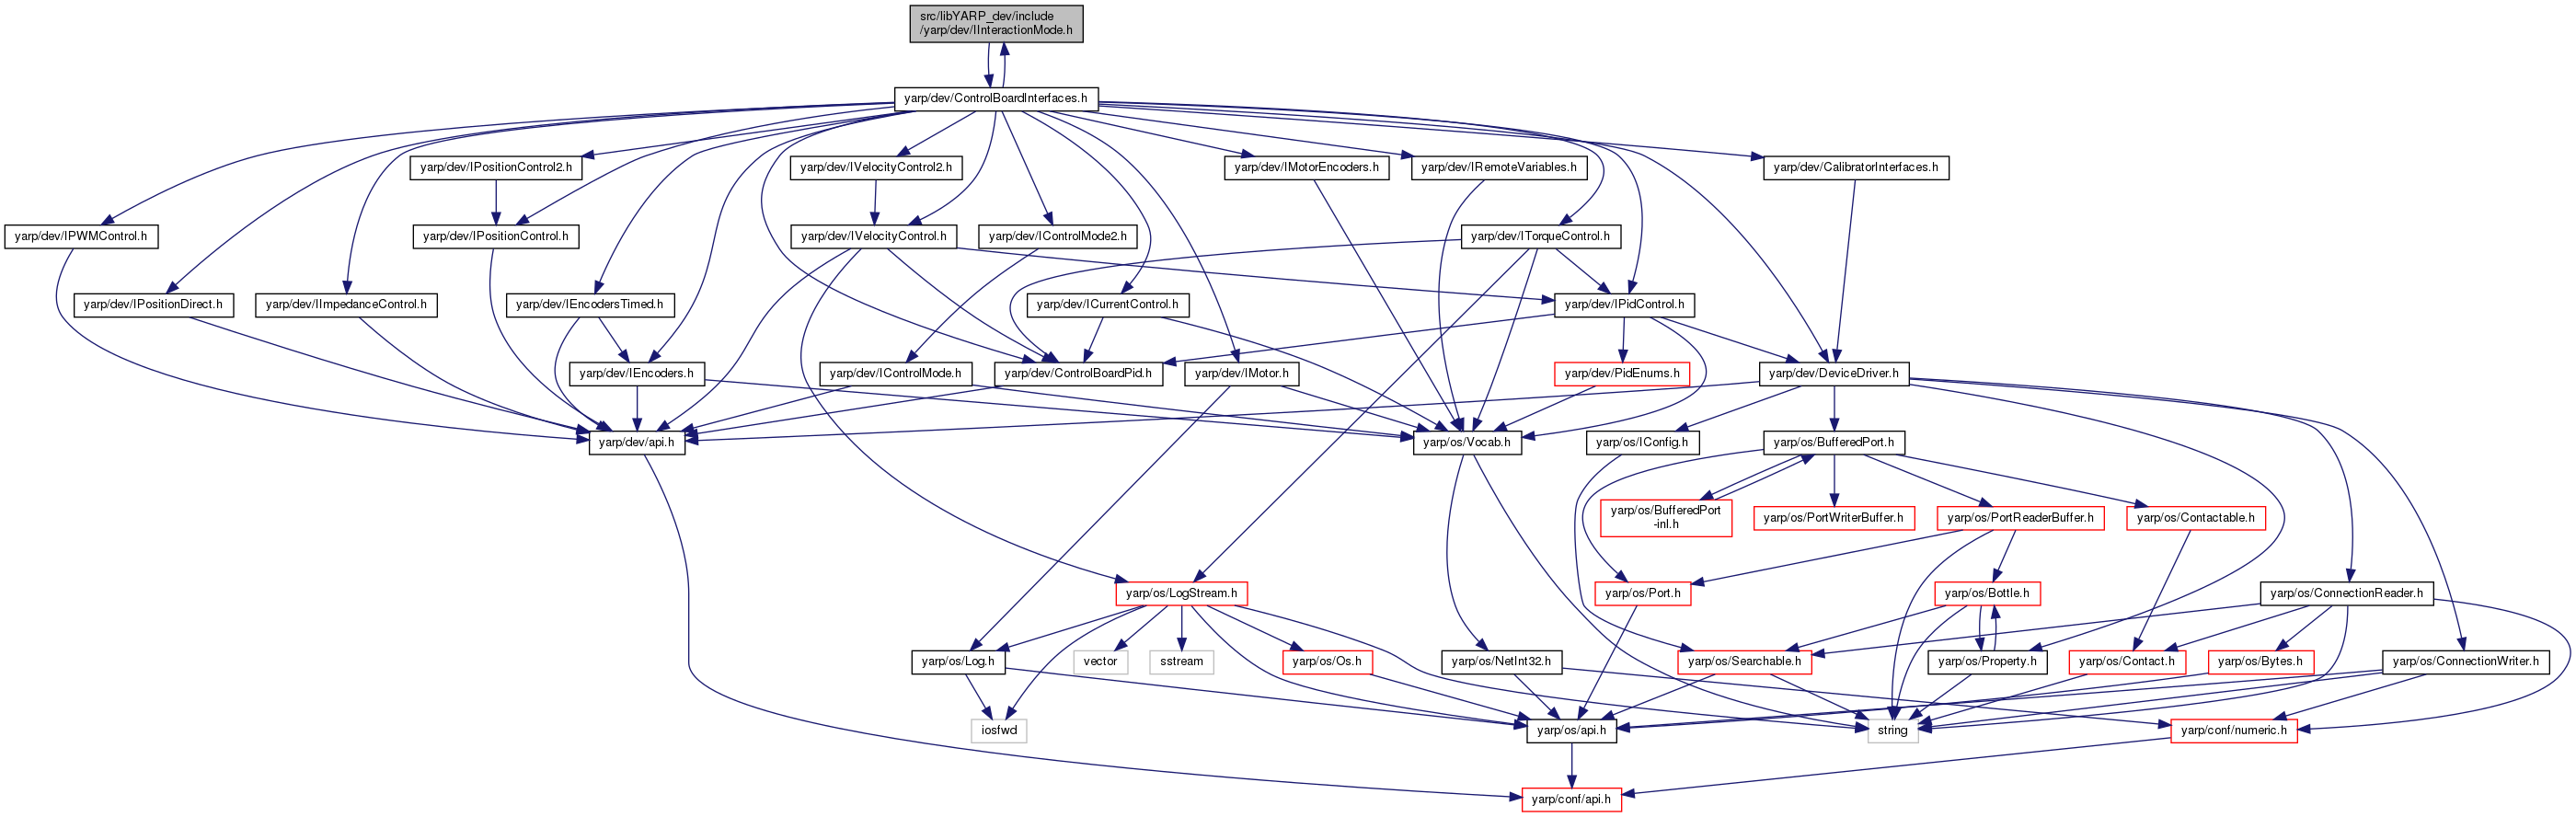 src/libYARP_dev/include
/yarp/dev/IInteractionMode.h
yarp/dev/ControlBoardInterfaces.h
yarp/dev/IPositionControl2.h
yarp/dev/IVelocityControl2.h
yarp/dev/IMotorEncoders.h
yarp/dev/IRemoteVariables.h
yarp/dev/CalibratorInterfaces.h
yarp/dev/IPWMControl.h
yarp/dev/IPositionControl.h
yarp/dev/IVelocityControl.h
yarp/dev/IControlMode2.h
yarp/dev/ITorqueControl.h
yarp/dev/IPositionDirect.h
yarp/dev/IImpedanceControl.h
yarp/dev/IEncodersTimed.h
yarp/dev/ICurrentControl.h
yarp/dev/IPidControl.h
yarp/dev/IEncoders.h
yarp/dev/IControlMode.h
yarp/dev/ControlBoardPid.h
yarp/dev/IMotor.h
yarp/dev/PidEnums.h
yarp/dev/DeviceDriver.h
yarp/dev/api.h
yarp/os/Vocab.h
yarp/os/IConfig.h
yarp/os/BufferedPort.h
yarp/os/BufferedPort
-inl.h
yarp/os/PortWriterBuffer.h
yarp/os/PortReaderBuffer.h
yarp/os/Contactable.h
yarp/os/LogStream.h
yarp/os/Port.h
yarp/os/Bottle.h
yarp/os/ConnectionReader.h
yarp/os/Log.h
vector
sstream
yarp/os/Os.h
yarp/os/NetInt32.h
yarp/os/Searchable.h
yarp/os/Property.h
yarp/os/Contact.h
yarp/os/Bytes.h
yarp/os/ConnectionWriter.h
iosfwd
yarp/os/api.h
string
yarp/conf/numeric.h
yarp/conf/api.h